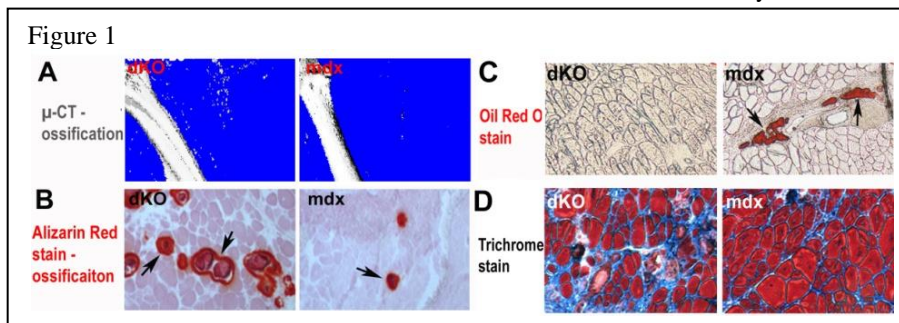 Figure 1
A
µ-CT -
ossification
dKO
mdx
B
Alizarin Red
stain -
ossificaiton
dKO
mdx
C
Oil Red O
stain
dKO
mdx
D
Trichrome
stain
dKO
mdx